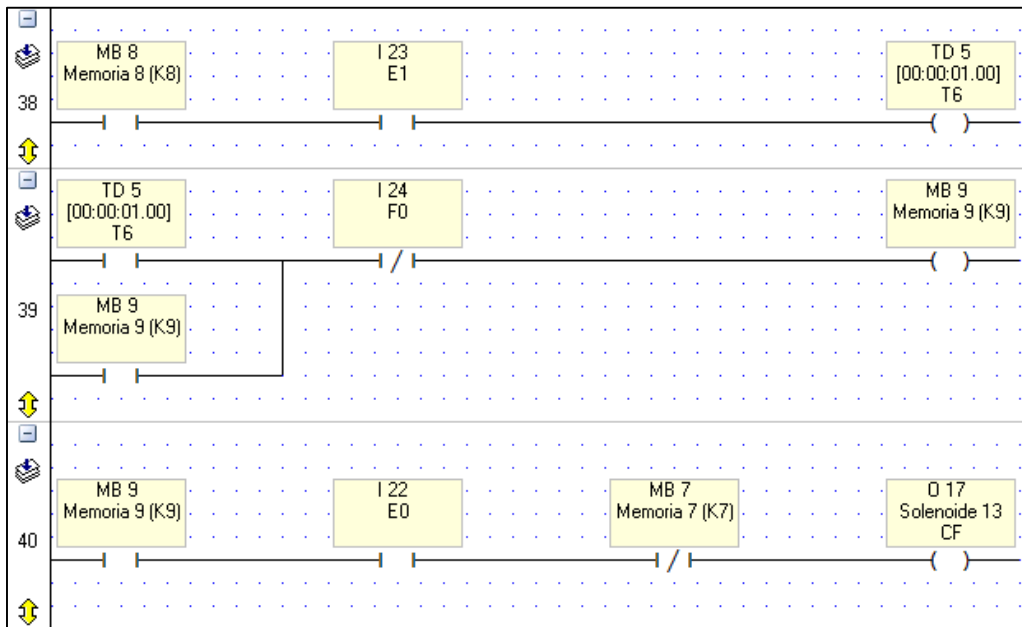 MB 8
Memoria 8 (K8)
I 23
E1
TD 5
[00:00:01.00]
T6
38
TD 5
[00:00:01.00]
T6
I 24
F0
MB 9
Memoria 9 (K9)
39
MB 9
Memoria 9 (K9)
MB 9
Memoria 9 (K9)
I 22
E0
MB 7
Memoria 7 (K7)
O 17
Solenoide 13
CF
40